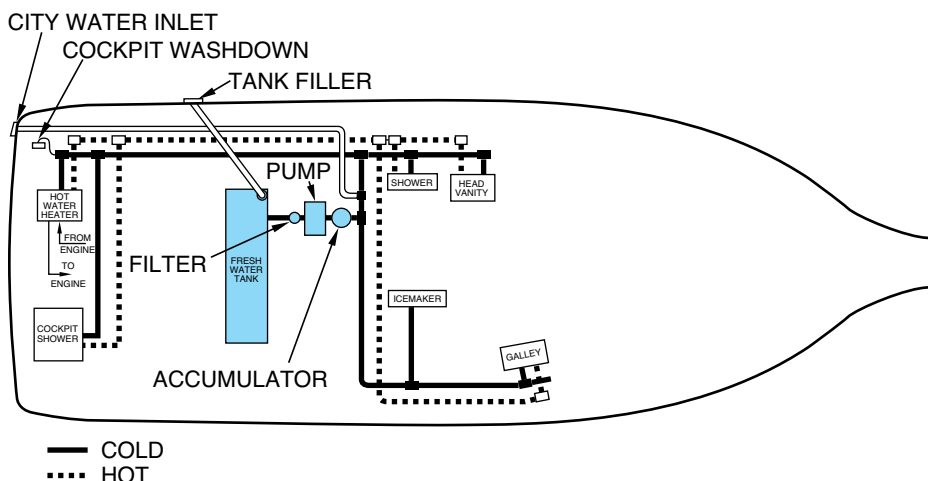 CITY WATER INLET
COCKPIT WASHDOWN
TANK FILLER
PUMP
SHOWER
HEAD
VANITY
HOT
WATER
HEATER
FROM
ENGINE
TO
ENGINE
FILTER
FRESH
WATER
TANK
ICEMAKER
COCKPIT
SHOWER
GALLEY
ACCUMULATOR
COLD
HOT